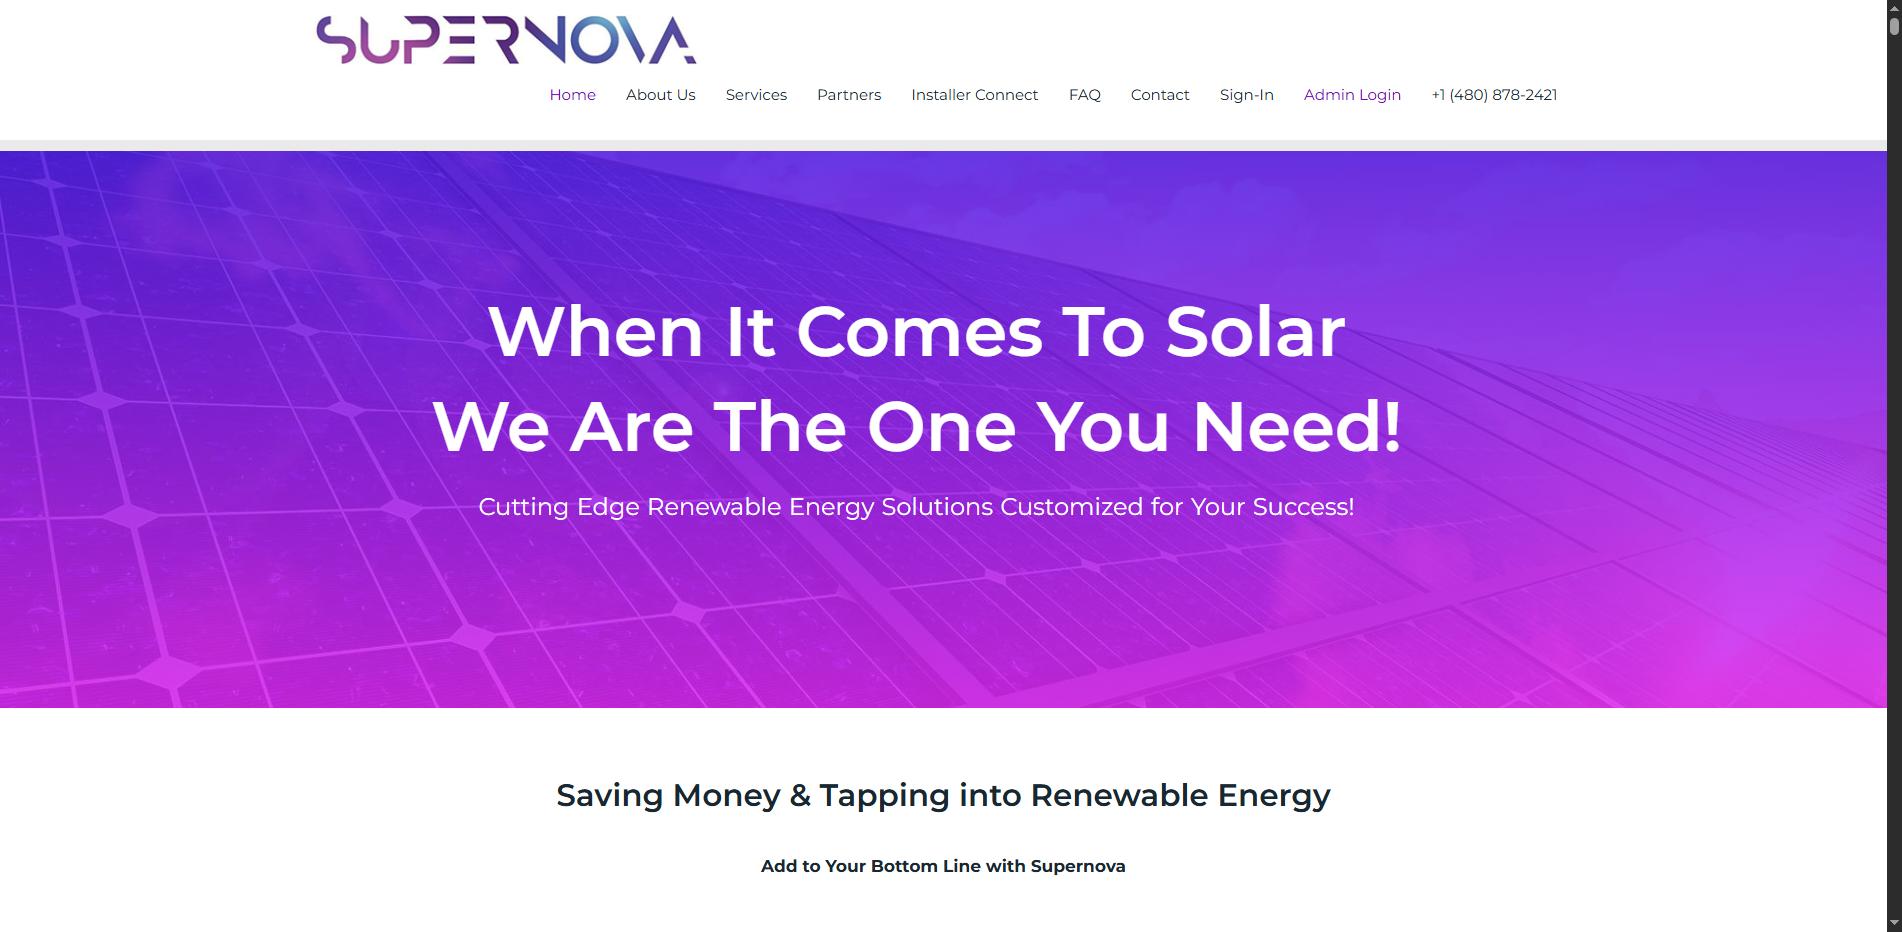 SUPERNOVA
Home About Us Services Partners Installer Connect FAQ Contact Sign-In Admin Login +1 (480) 878-2421
When It Comes To Solar
We Are The One You Need!
Cutting Edge Renewable Energy Solutions Customized for Your Success!
Saving Money & Tapping into Renewable Energy
Add to Your Bottom Line with Supernova